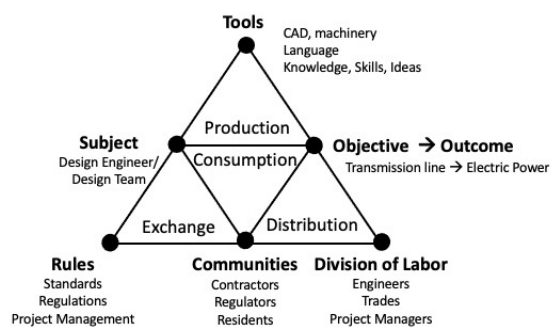 Tools
CAD, machinery
Language
Knowledge, Skills, Ideas
Production
Subject
Design Engineer/
Design Team
Consumption
Objective → Outcome
Transmission line → Electric Power
Exchange
Distribution
Rules
Standards
Regulations
Project Management
Communities
Contractors
Regulators
Residents
Division of Labor
Engineers
Trades
Project Managers